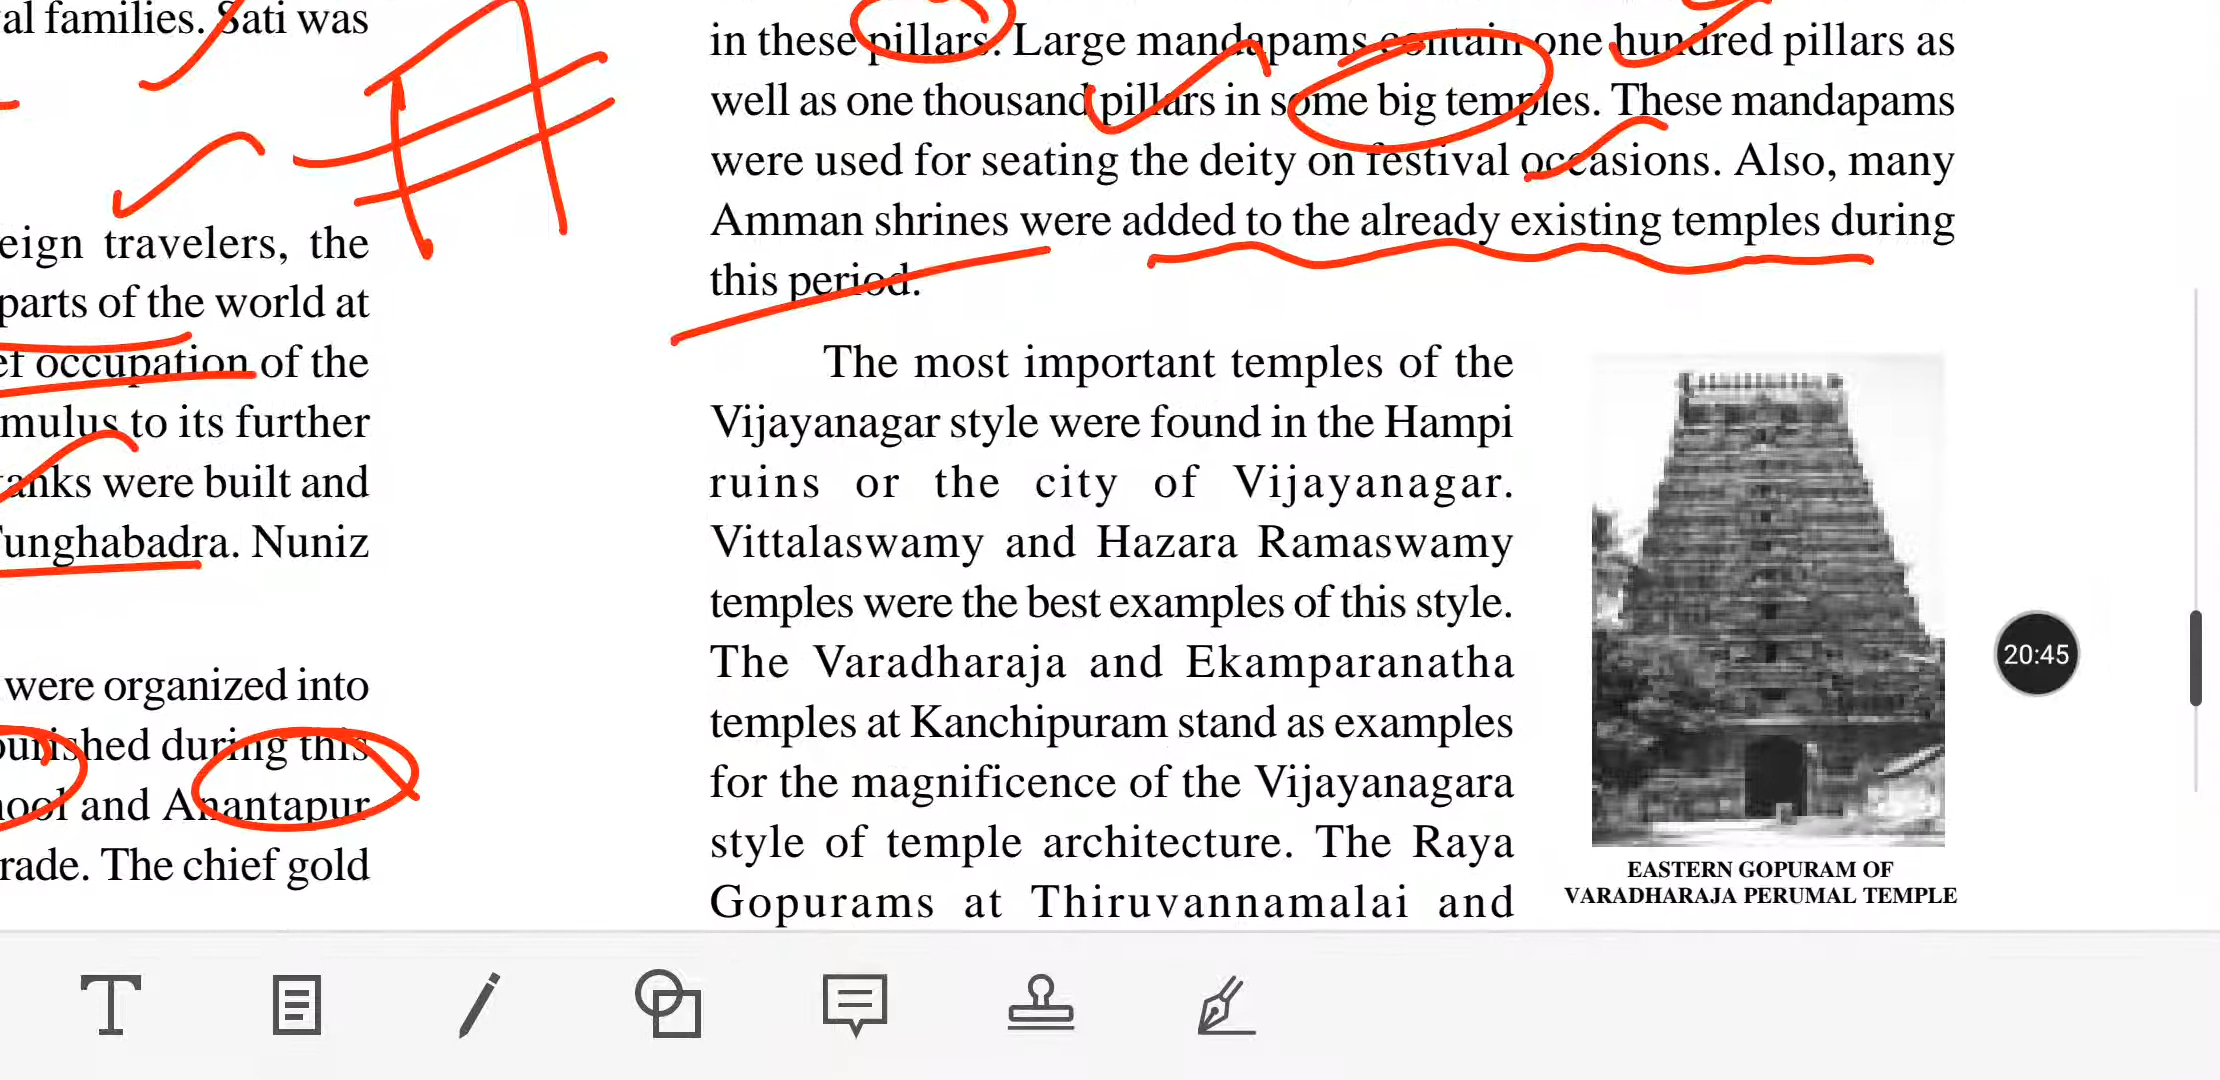 al families. Sati was
eign travelers, the
parts of the world at
ef occupation of the
mulus to its further
tanks were built and
Tunghabadra. Nuniz
were organized into
ourished during this
hool and Anantapur
rade. The chief gold
in these pillars. Large mandapams contain one hundred pillars as
well as one thousand pillars in some big temples. These mandapams
were used for seating the deity on festival occasions. Also, many
Amman shrines were added to the already existing temples during
this period.
The most important temples of the
Vijayanagar style were found in the Hampi
ruins or the city of Vijayanagar.
Vittalaswamy and Hazara Ramaswamy
temples were the best examples of this style.
The Varadharaja and Ekamparanatha
temples at Kanchipuram stand as examples
for the magnificence of the Vijayanagara
style of temple architecture. The Raya
Gopurams at Thiruvannamalai and
EASTERN GOPURAM OF
VARADHARAJA PERUMAL TEMPLE
20:45
T